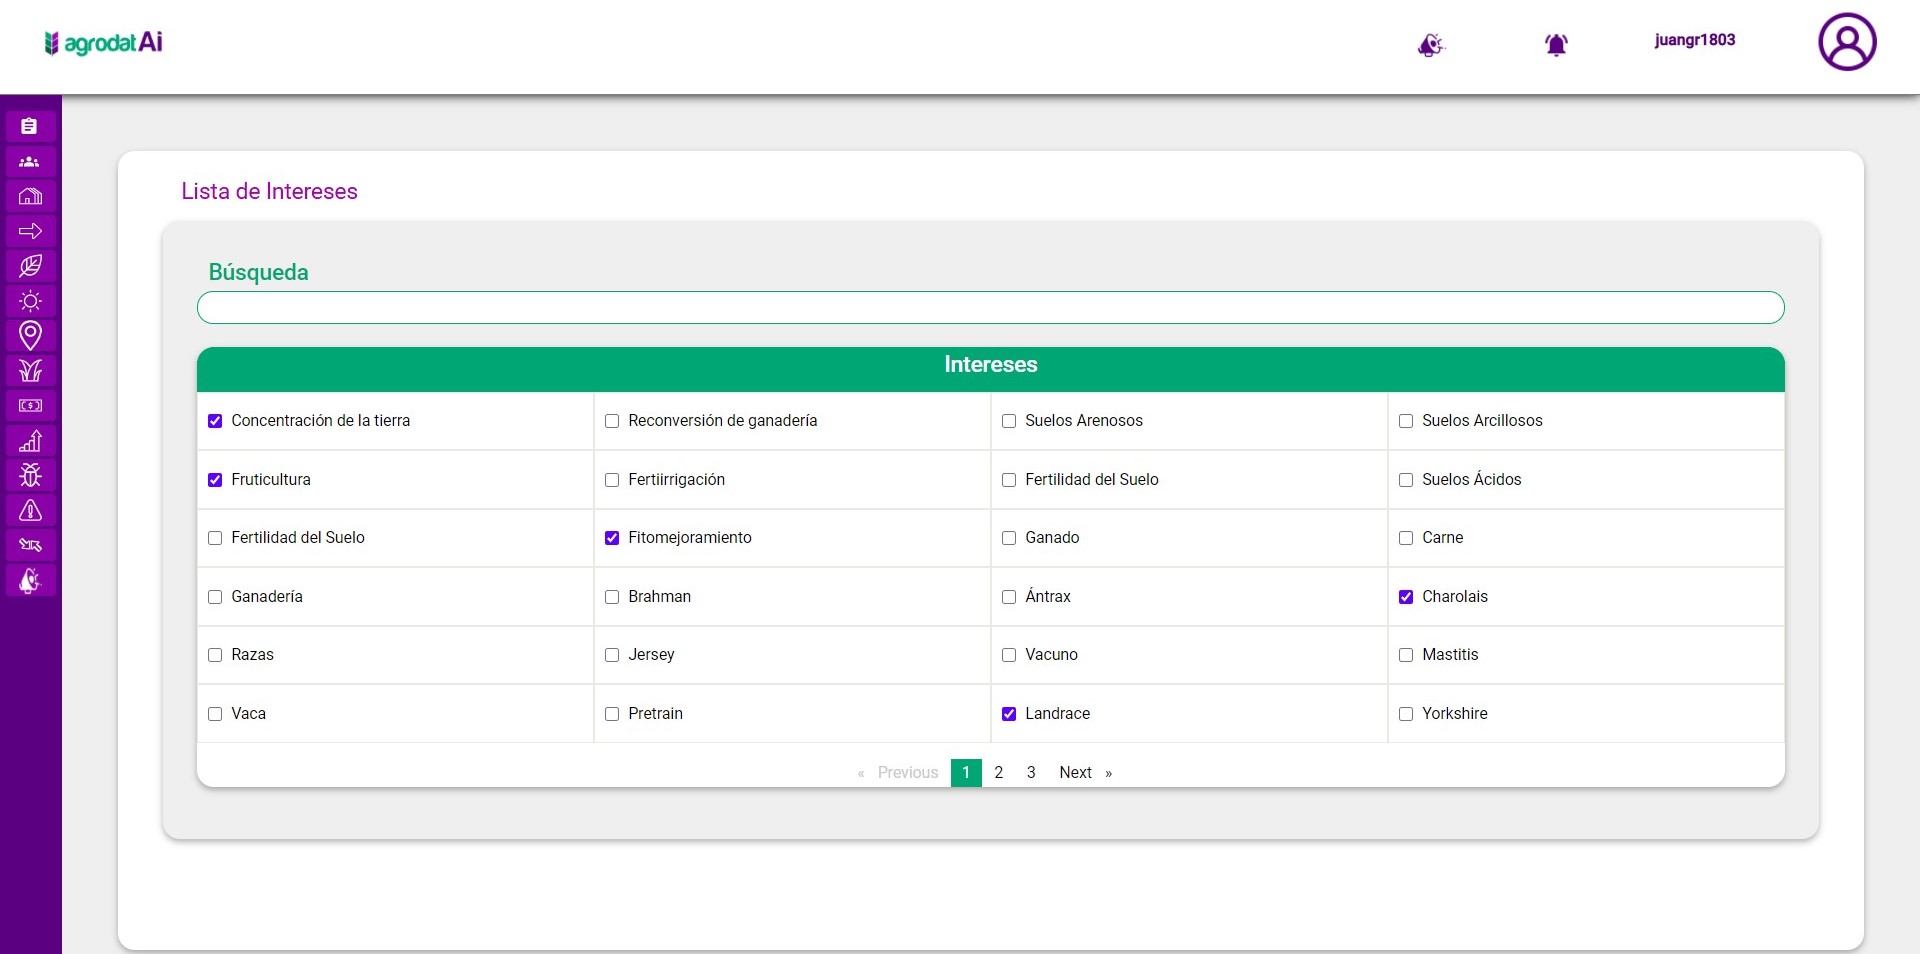 agrodatAi
juangr1803
Lista de Intereses
Búsqueda
Intereses
Concentración de la tierra Reconversión de ganadería Suelos Arenosos Suelos Arcillosos
Fruticultura Fertiirrigación Fertilidad del Suelo Suelos Ácidos
Fertilidad del Suelo Fitomejoramiento Ganado Carne
Ganadería Brahman Ántrax Charolais
Razas Jersey Vacuno Mastitis
Vaca Pretrain Landrace Yorkshire
« Previous 1 2 3 Next »